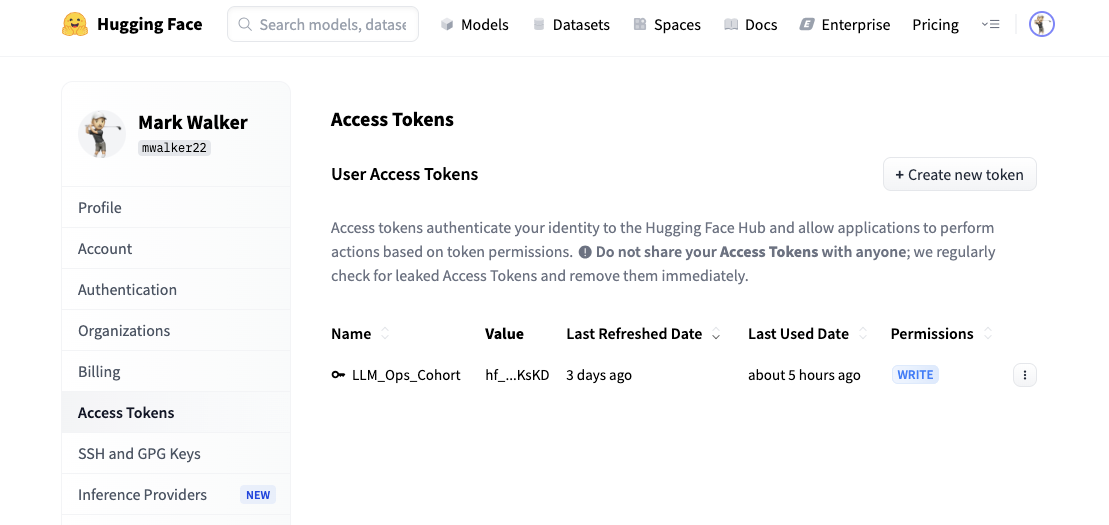 Hugging Face
Search models, datase
Models
Datasets
Spaces
Docs
Enterprise
Pricing
Mark Walker
mwalker22
Profile
Account
Authentication
Organizations
Billing
Access Tokens
SSH and GPG Keys
Inference Providers NEW
Access Tokens
User Access Tokens
+ Create new token
Access tokens authenticate your identity to the Hugging Face Hub and allow applications to perform
actions based on token permissions. Do not share your Access Tokens with anyone; we regularly
check for leaked Access Tokens and remove them immediately.
Name Value Last Refreshed Date Last Used Date Permissions
LLM_Ops_Cohort hf_...KsKD 3 days ago about 5 hours ago WRITE